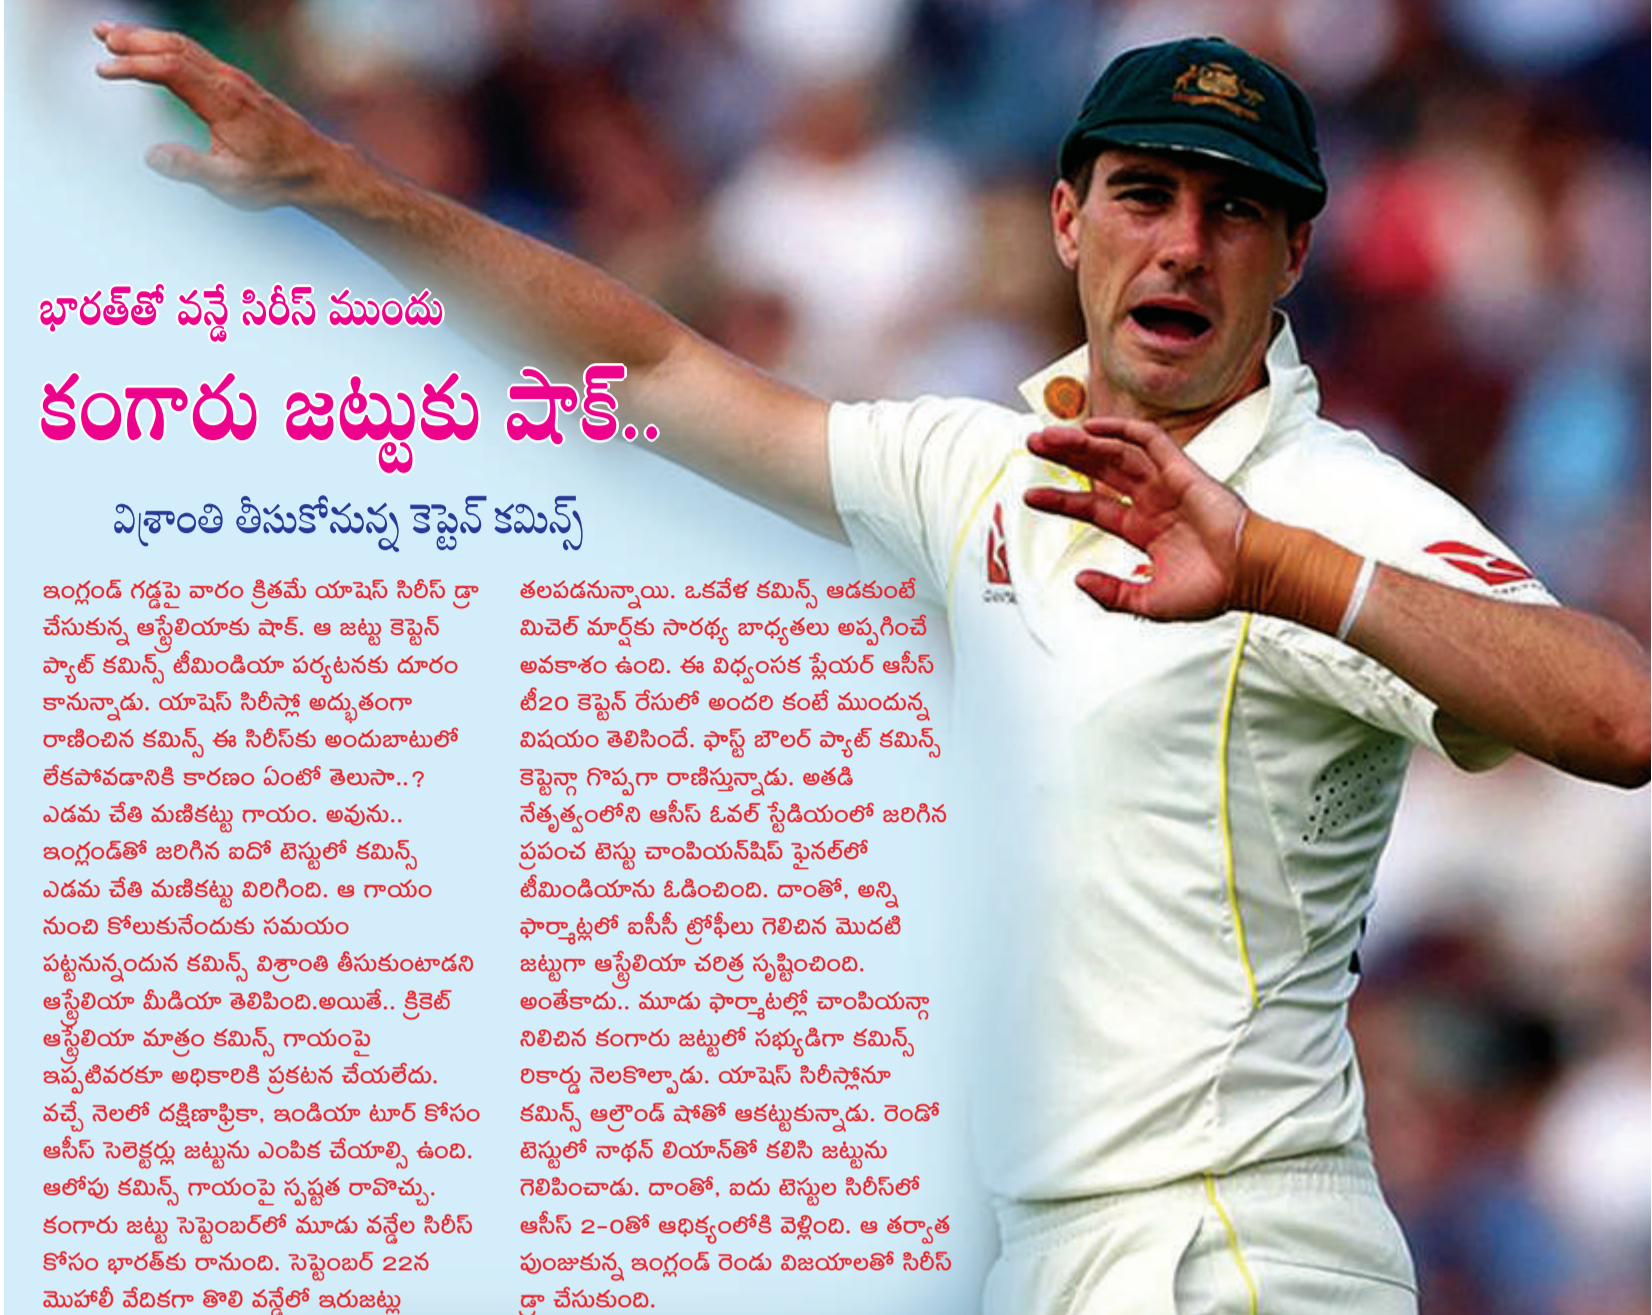 భారత్‌తో వన్డే సిరీస్ ముందు
కంగారు జట్టుకు షాక్..
విశ్రాంతి తీసుకోనున్న కెప్టెన్ కమిన్స్
ఇంగ్లండ్ గడ్డపై వారం క్రితమే యాషెస్ సిరీస్ డ్రా
చేసుకున్న ఆస్ట్రేలియాకు షాక్. ఆ జట్టు కెప్టెన్
ప్యాట్ కమిన్స్ టీమిండియా పర్యటనకు దూరం
కానున్నాడు. యాషెస్ సిరీస్లో అద్భుతంగా
రాణించిన కమిన్స్ ఈ సిరీస్‌కు అందుబాటులో
లేకపోవడానికి కారణం ఏంటో తెలుసా..?
ఎడమ చేతి మణికట్టు గాయం. అవును..
ఇంగ్లండ్‌తో జరిగిన ఐదో టెస్టులో కమిన్స్
ఎడమ చేతి మణికట్టు విరిగింది. ఆ గాయం
నుంచి కోలుకునేందుకు సమయం
పట్టనున్నందున కమిన్స్ విశ్రాంతి తీసుకుంటాడని
ఆస్ట్రేలియా మీడియా తెలిపింది.అయితే.. క్రికెట్
ఆస్ట్రేలియా మాత్రం కమిన్స్ గాయంపై
ఇప్పటివరకూ అధికారికి ప్రకటన చేయలేదు.
వచ్చే నెలలో దక్షిణాఫ్రికా, ఇండియా టూర్ కోసం
ఆసీస్ సెలెక్టర్లు జట్టును ఎంపిక చేయాల్సి ఉంది.
ఆలోపు కమిన్స్ గాయంపై స్పష్టత రావొచ్చు.
కంగారు జట్టు సెప్టెంబర్‌లో మూడు వన్డేల సిరీస్
కోసం భారత్‌కు రానుంది. సెప్టెంబర్ 22న
మొహాలీ వేదికగా తొలి వన్డేలో ఇరుజట్లు
తలపడనున్నాయి. ఒకవేళ కమిన్స్ ఆడకుంటే
మిచెల్ మార్ష్‌కు సారథ్య బాధ్యతలు అప్పగించే
అవకాశం ఉంది. ఈ విధ్వంసక ప్లేయర్ ఆసీస్
టీ20 కెప్టెన్ రేసులో అందరి కంటే ముందున్న
విషయం తెలిసిందే. ఫాస్ట్ బౌలర్ ప్యాట్ కమిన్స్
కెప్టెన్గా గొప్పగా రాణిస్తున్నాడు. అతడి
నేతృత్వంలోని ఆసీస్ ఓవల్ స్టేడియంలో జరిగిన
ప్రపంచ టెస్టు చాంపియన్‌షిప్ ఫైనల్‌లో
టీమిండియాను ఓడించింది. దాంతో, అన్ని
ఫార్మాట్లలో ఐసీసీ ట్రోఫీలు గెలిచిన మొదటి
జట్టుగా ఆస్ట్రేలియా చరిత్ర సృష్టించింది.
అంతేకాదు.. మూడు ఫార్మాటల్లో చాంపియన్గా
నిలిచిన కంగారు జట్టులో సభ్యుడిగా కమిన్స్
రికార్డు నెలకొల్పాడు. యాషెస్ సిరీస్లోనూ
కమిన్స్ ఆల్రౌండ్ షోతో ఆకట్టుకున్నాడు. రెండో
టెస్టులో నాథన్ లియాన్‌తో కలిసి జట్టును
గెలిపించాడు. దాంతో, ఐదు టెస్టుల సిరీస్‌లో
ఆసీస్ 2-0తో ఆధిక్యంలోకి వెళ్లింది. ఆ తర్వాత
పుంజుకున్న ఇంగ్లండ్ రెండు విజయాలతో సిరీస్
డ్రా చేసుకుంది.